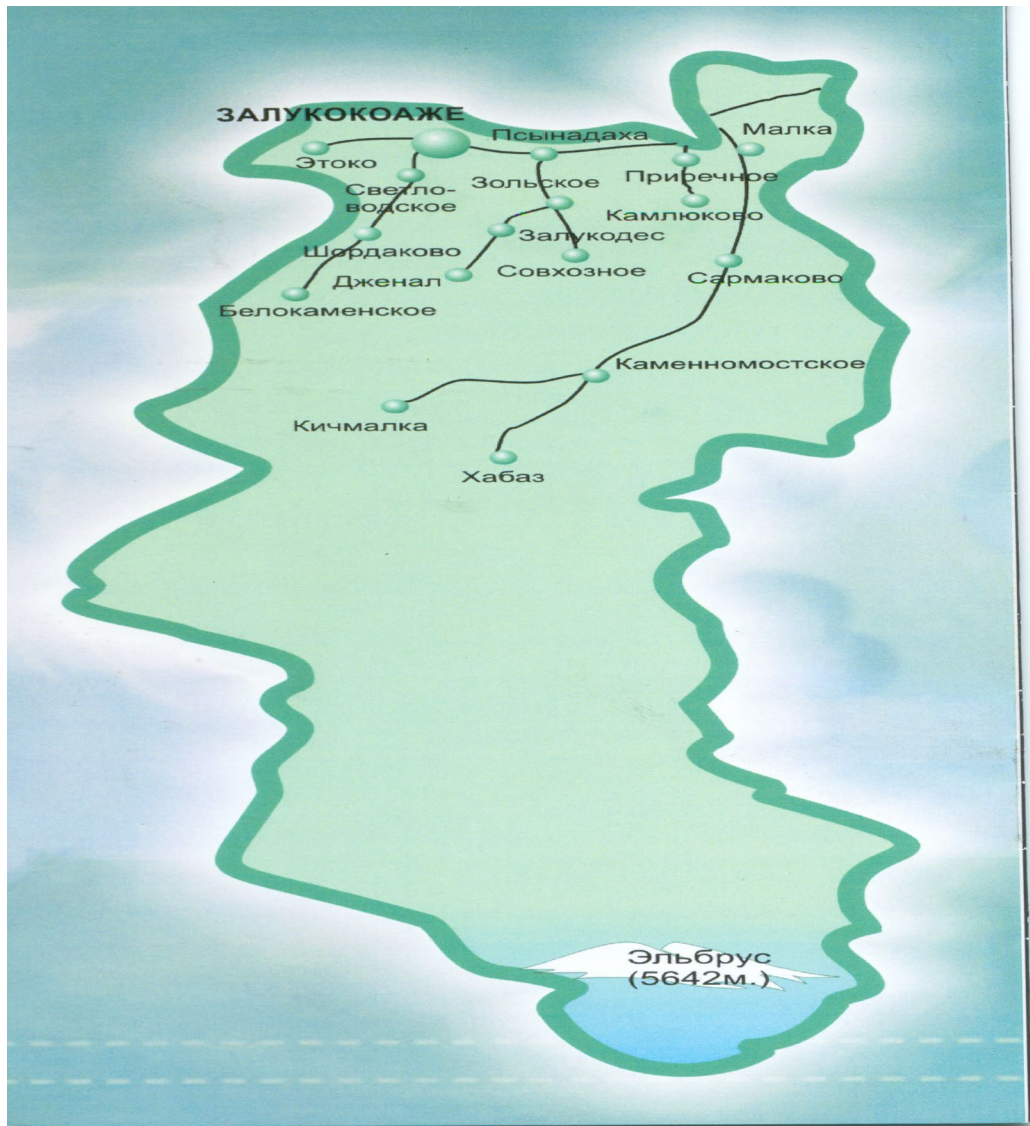 ЗАЛУКОКОАЖЕ
Малка
Псынадаха
Этоко
Светло-
водское
Зольское
Приречное
Камлюково
Залукодес
Шордаково
Дженал
Совхозное
Сармаково
Белокаменское
Каменномостское
Кичмалка
Хабаз
Эльбрус
(5642м.)